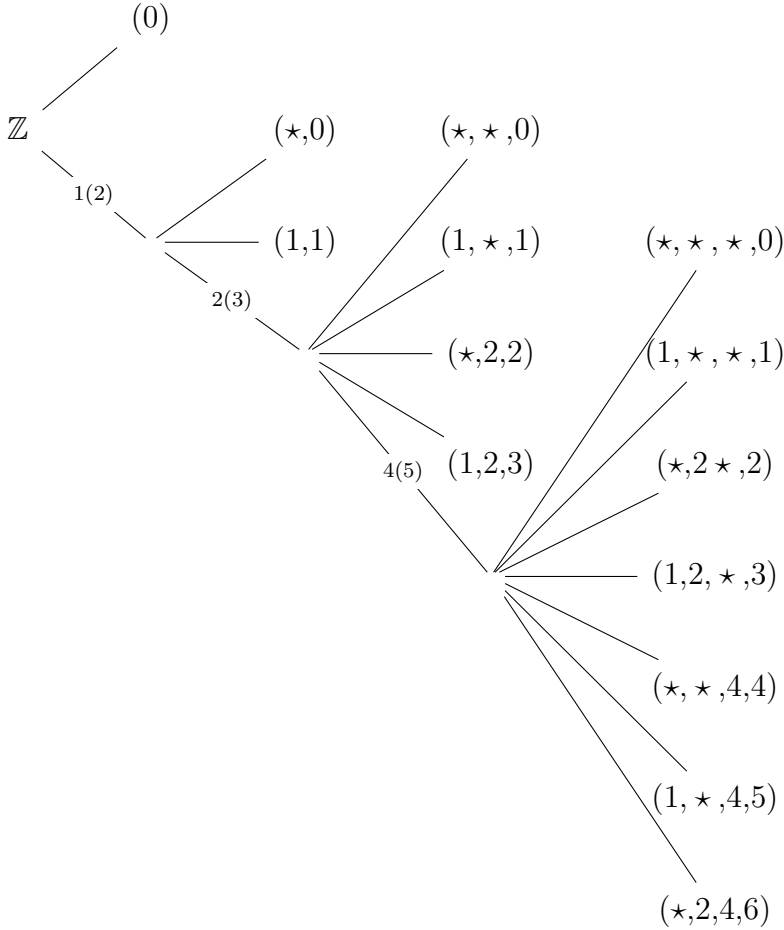 (0)
ℤ (⋆,0) (⋆, ⋆ ,0)
1(2)
(1,1) (1, ⋆ ,1) (⋆, ⋆ , ⋆ ,0)
2(3)
(⋆,2,2) (1, ⋆ , ⋆ ,1)
4(5) (1,2,3) (⋆,2 ⋆ ,2)
(1,2, ⋆ ,3)
(⋆, ⋆ ,4,4)
(1, ⋆ ,4,5)
(⋆,2,4,6)